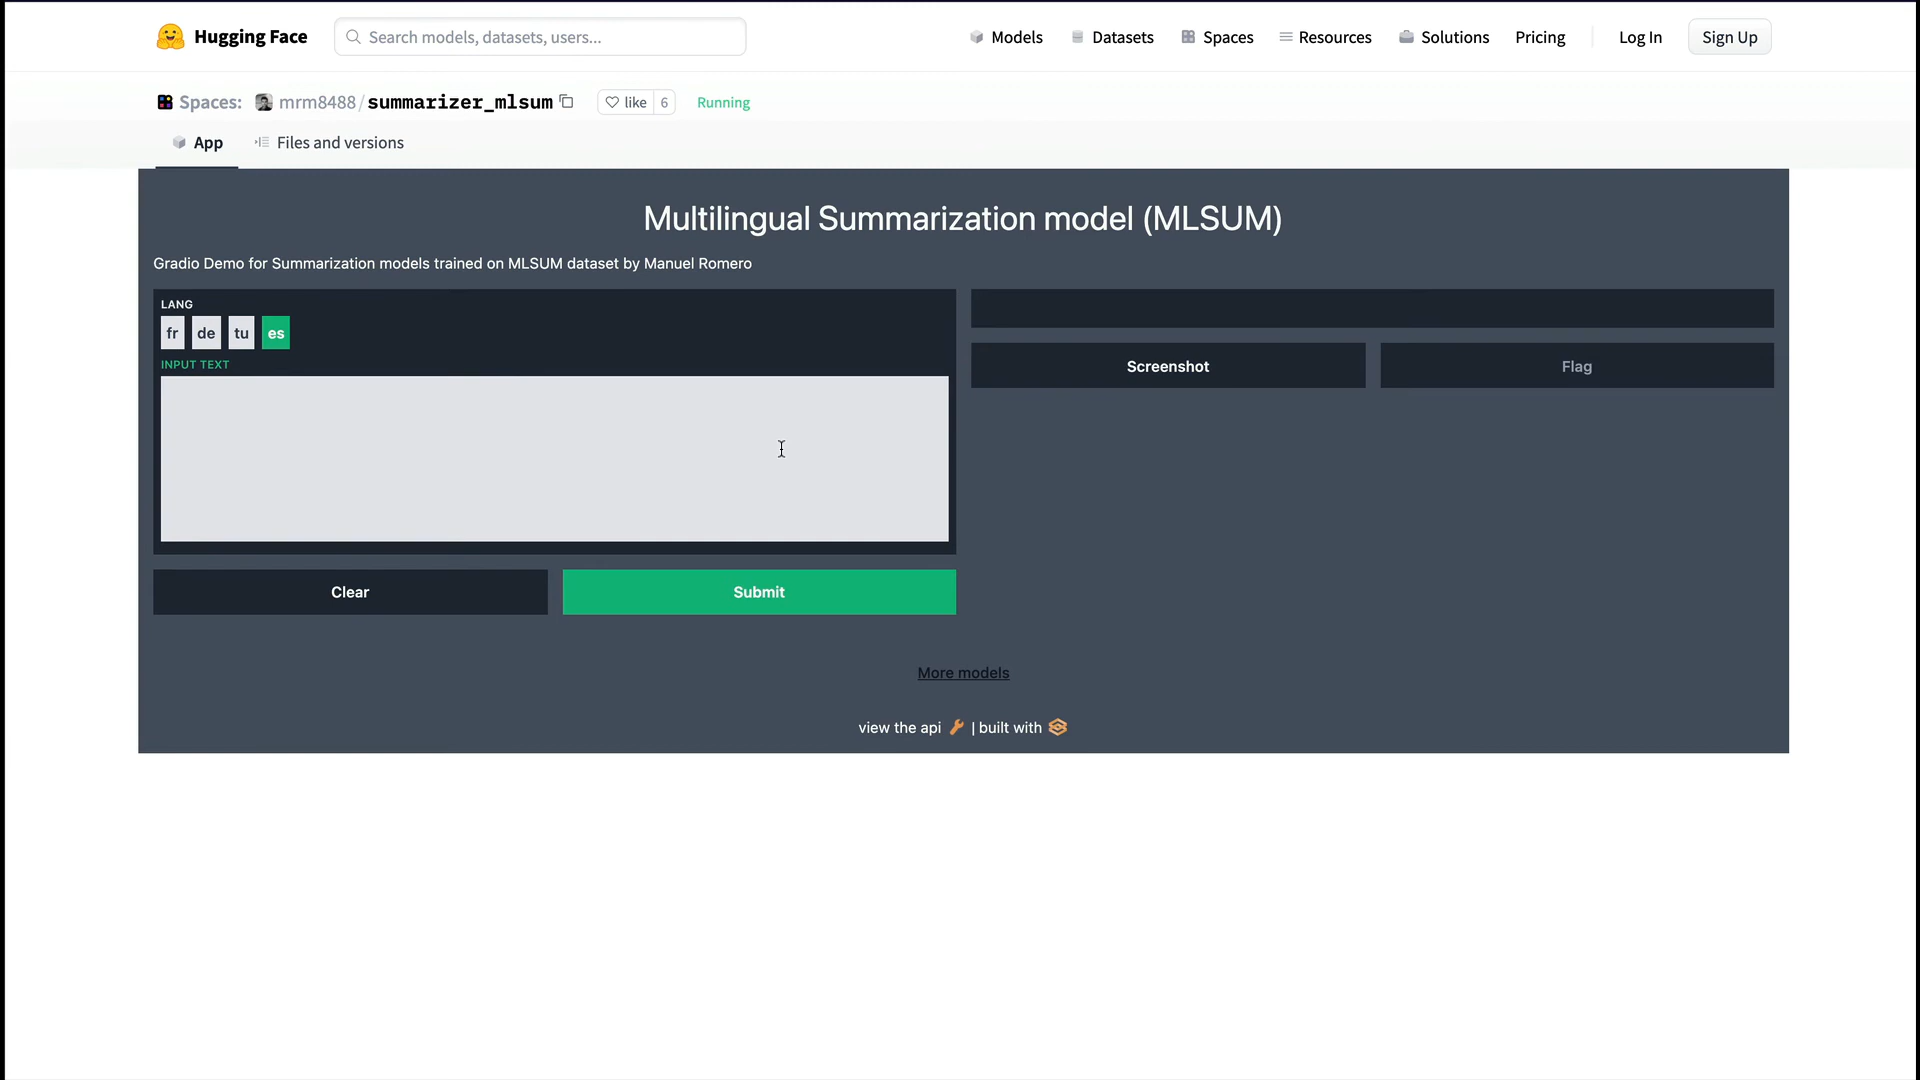 Hugging Face
Search models, datasets, users...
Models
Datasets
Spaces
Resources
Solutions
Pricing
Log In
Sign Up
Spaces: mrm8488/summarizer_mlsum
like 6
Running
App
Files and versions
Multilingual Summarization model (MLSUM)
Gradio Demo for Summarization models trained on MLSUM dataset by Manuel Romero
LANG
fr de tu es
INPUT TEXT
Clear
Submit
Screenshot
Flag
More models
view the api | built with